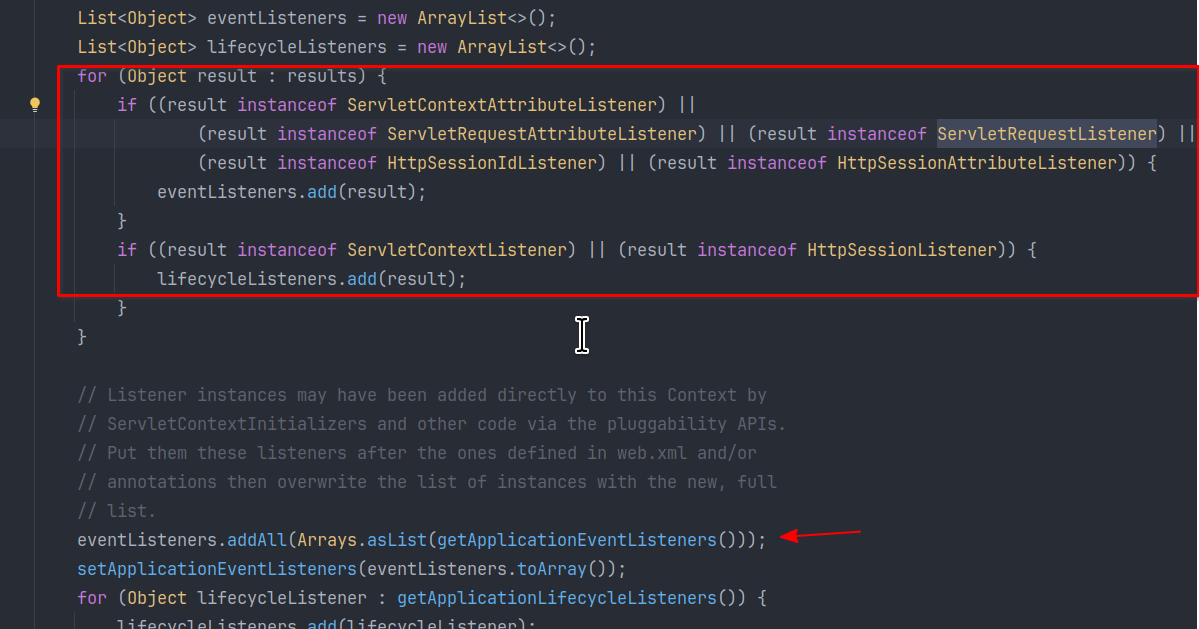 List<Object> eventListeners = new ArrayList<>();
List<Object> lifecycleListeners = new ArrayList<>();
for (Object result : results) {
if ((result instanceof ServletContextAttributeListener) ||
(result instanceof ServletRequestAttributeListener) || (result instanceof ServletRequestListener) ||
(result instanceof HttpSessionIdListener) || (result instanceof HttpSessionAttributeListener)) {
eventListeners.add(result);
}
if ((result instanceof ServletContextListener) || (result instanceof HttpSessionListener)) {
lifecycleListeners.add(result);
}
}
// Listener instances may have been added directly to this Context by
// ServletContextInitializers and other code via the pluggability APIs.
// Put them these listeners after the ones defined in web.xml and/or
// annotations then overwrite the list of instances with the new, full
// list.
eventListeners.addAll(Arrays.asList(getApplicationEventListeners()));
setApplicationEventListeners(eventListeners.toArray());
for (Object lifecycleListener : getApplicationLifecycleListeners()) {
lifecycleListeners.add(lifecycleListener);